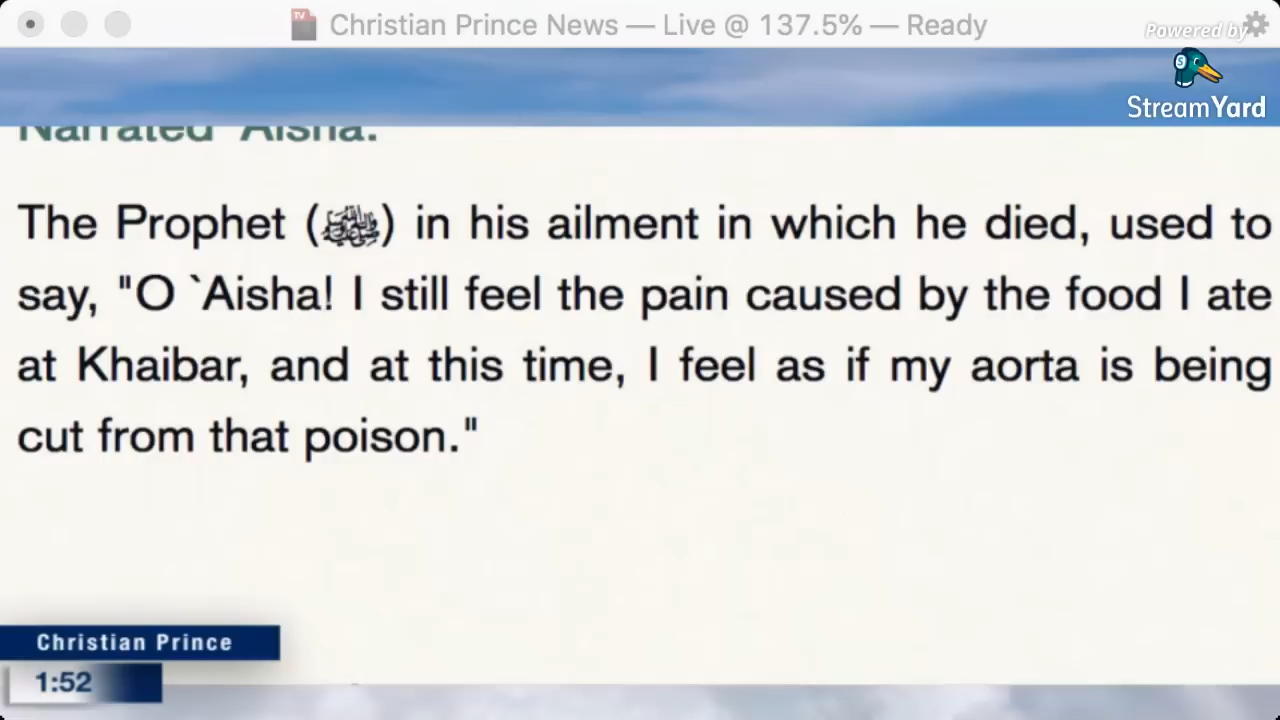 Christian Prince News — Live @ 137.5% — Ready
Powered by
StreamYard
Narrated `Aisha:
The Prophet (ﷺ) in his ailment in which he died, used to
say, "O `Aisha! I still feel the pain caused by the food I ate
at Khaibar, and at this time, I feel as if my aorta is being
cut from that poison."
Christian Prince
1:52